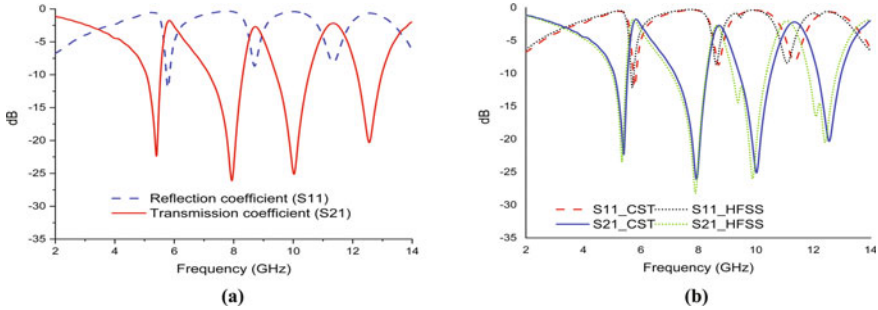 0
-5
-10
-15
-20
-25
-30
-35
dB
Reflection coefficient (S11)
Transmission coefficient (S21)
2 4 6 8 10 12 14
Frequency (GHz)
(a)
0
-5
-10
-15
-20
-25
-30
-35
dB
S11_CST S11_HFSS
S21_CST S21_HFSS
2 4 6 8 10 12 14
Frequency (GHz)
(b)